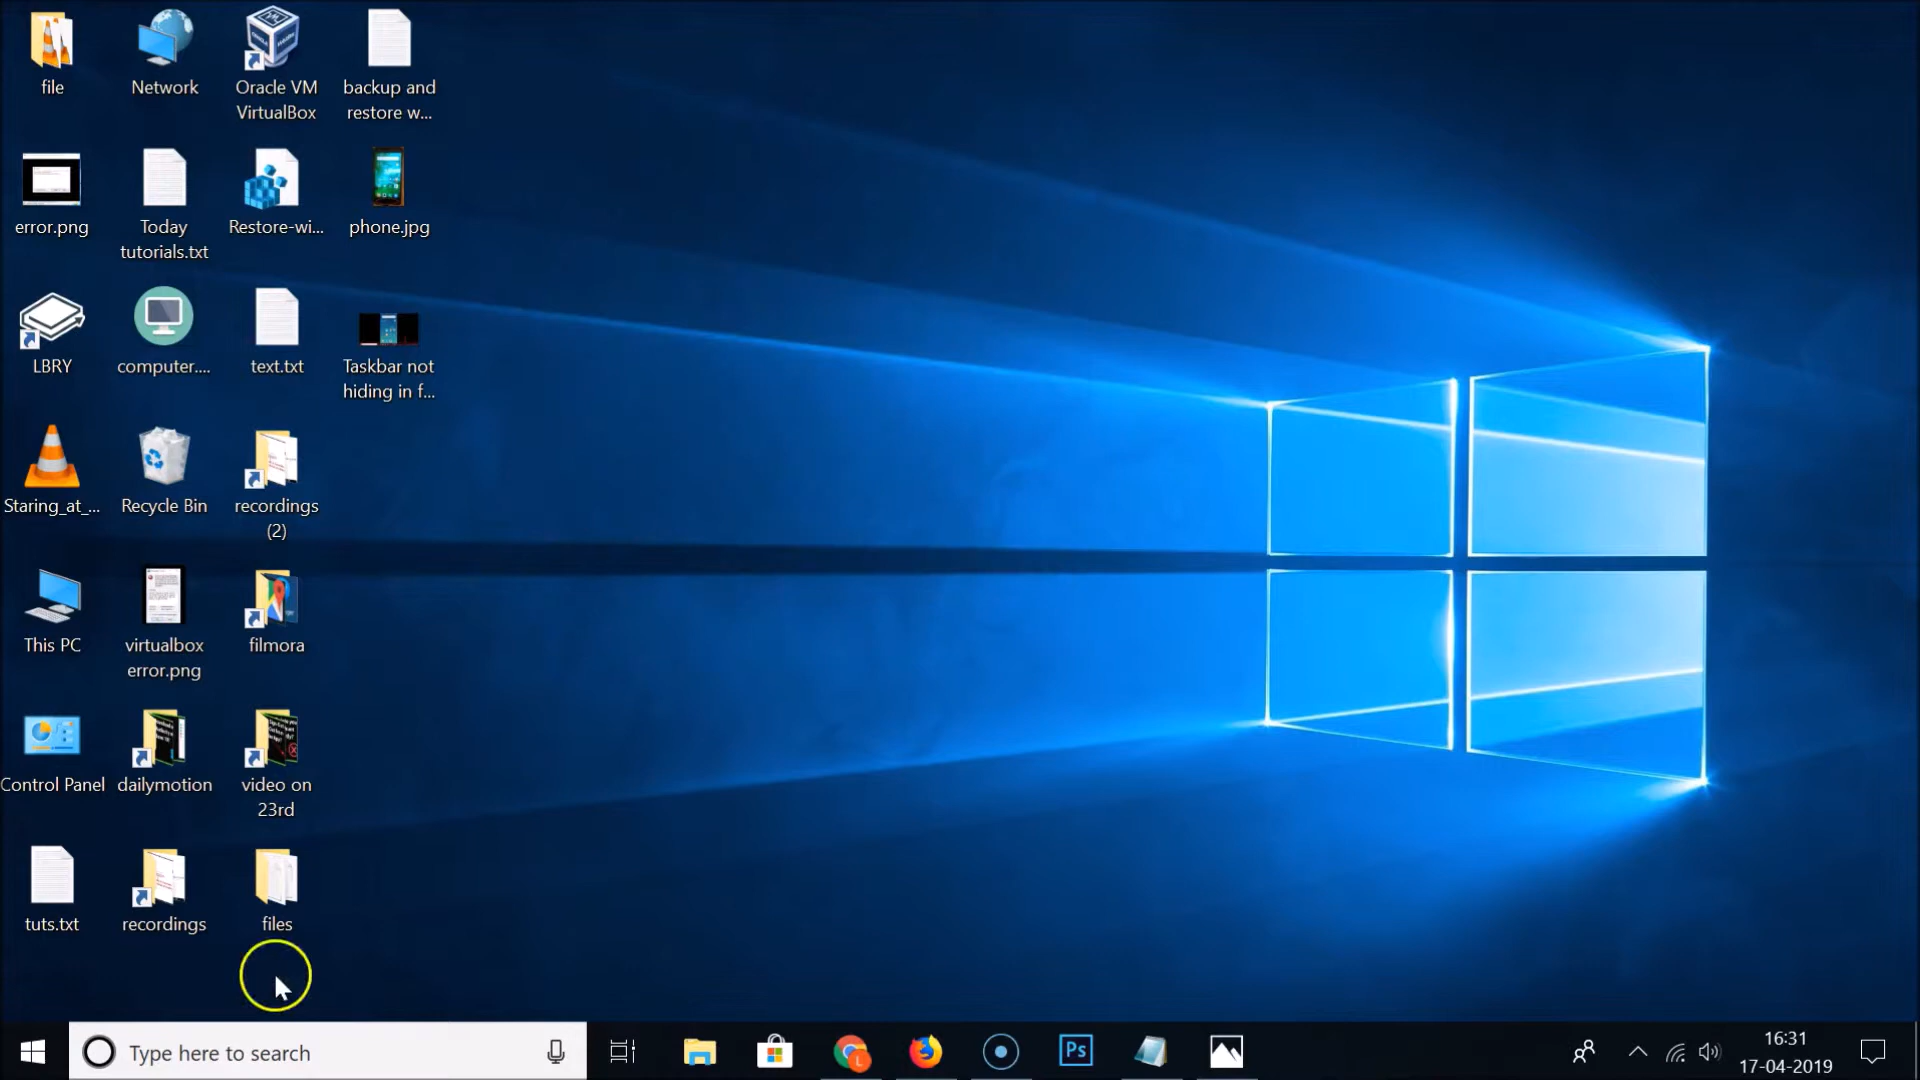 file
Network
Oracle VM
VirtualBox
backup and
restore w...
error.png
Today
tutorials.txt
Restore-wi...
phone.jpg
LBRY
computer....
text.txt
Taskbar not
hiding in f...
Staring_at_...
Recycle Bin
recordings
(2)
This PC
virtualbox
error.png
filmora
Control Panel
dailymotion
video on
23rd
tuts.txt
recordings
files
Type here to search
L
Ps
16:31
17-04-2019